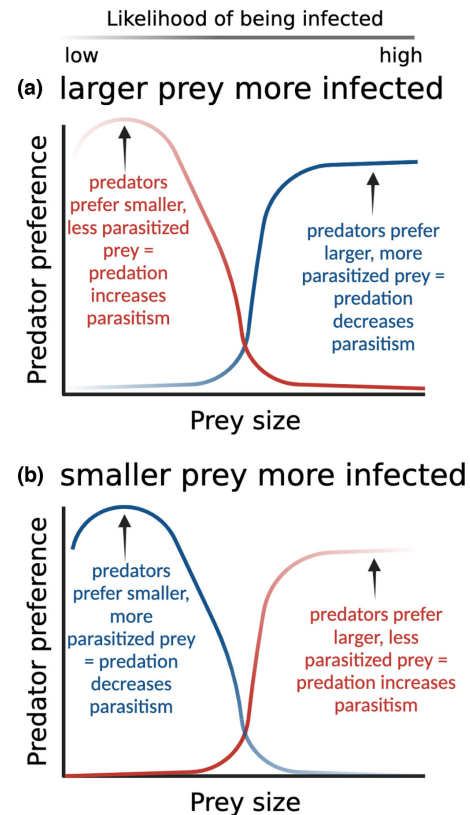 Likelihood of being infected
low high
(a) larger prey more infected
Predator preference
predators
prefer smaller,
less parasitized
prey =
predation
increases
parasitism
predators prefer
larger, more
parasitized prey =
predation
decreases
parasitism
Prey size
(b) smaller prey more infected
Predator preference
predators
prefer smaller,
more
parasitized prey
= predation
decreases
parasitism
predators prefer
larger, less
parasitized prey =
predation increases
parasitism
Prey size